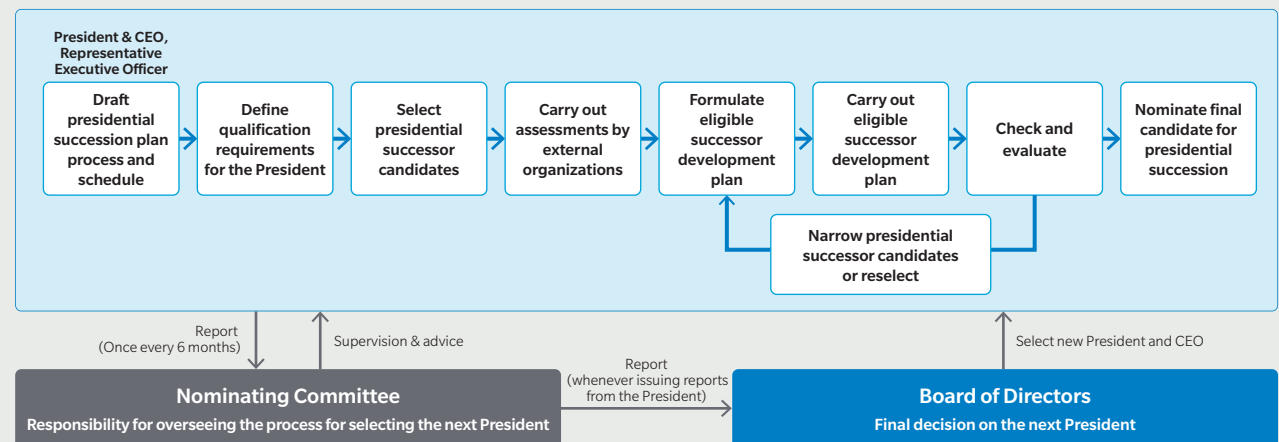 President & CEO,
Representative
Executive Officer
Draft
presidential
succession plan
process and
schedule
Define
qualification
requirements
for the President
Select
presidential
successor
candidates
Carry out
assessments by
external
organizations
Formulate
eligible
successor
development
plan
Carry out
eligible
successor
development
plan
Check and
evaluate
Nominate final
candidate for
presidential
succession
Narrow presidential
successor candidates
or reselect
Report
(Once every 6 months)
Supervision & advice
Report
(whenever issuing reports
from the President)
Select new President and CEO
Nominating Committee
Responsibility for overseeing the process for selecting the next President
Board of Directors
Final decision on the next President